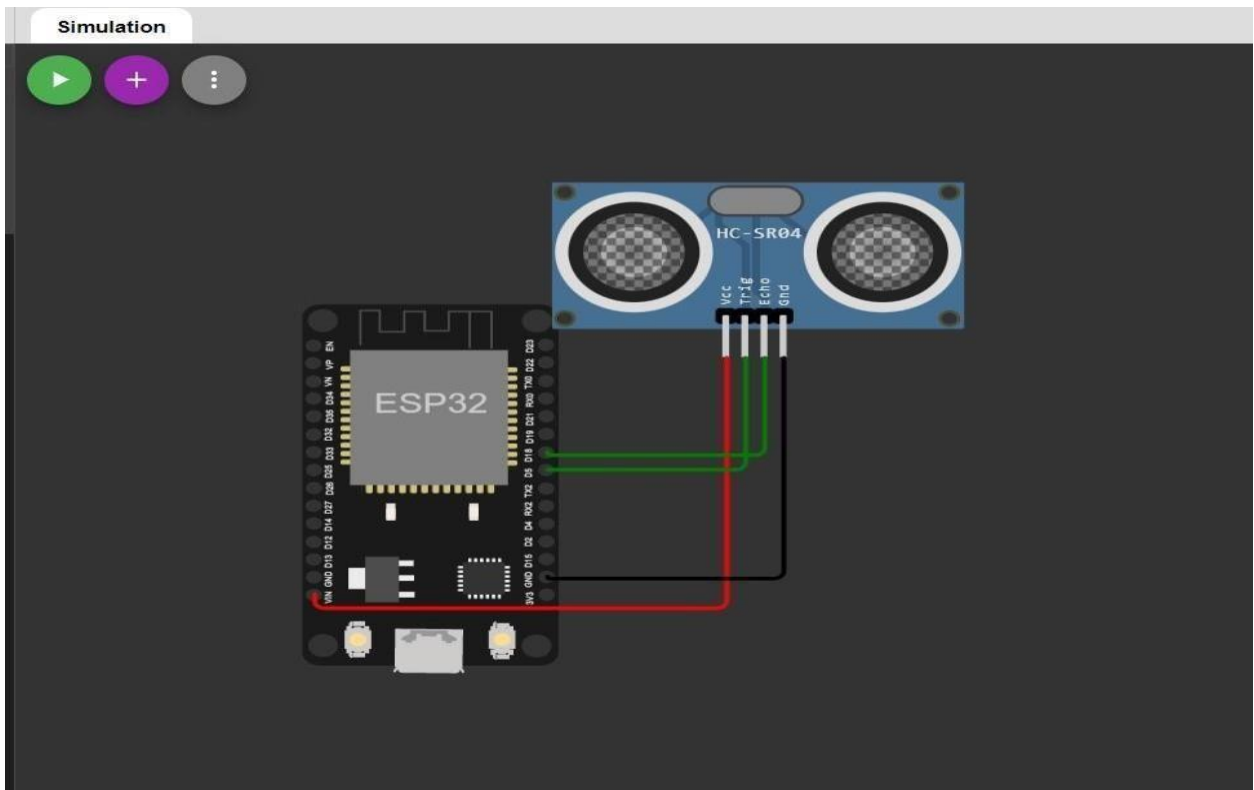 Simulation
HC-SR04
Vcc
Trig
Echo
Gnd
ESP32
EN
VP
VN
D34
D35
D32
D33
D25
D26
D27
D14
D12
D13
GND
VIN
D23
D22
TX0
RX0
D21
D19
D18
D5
TX2
RX2
D4
D2
D15
GND
3V3